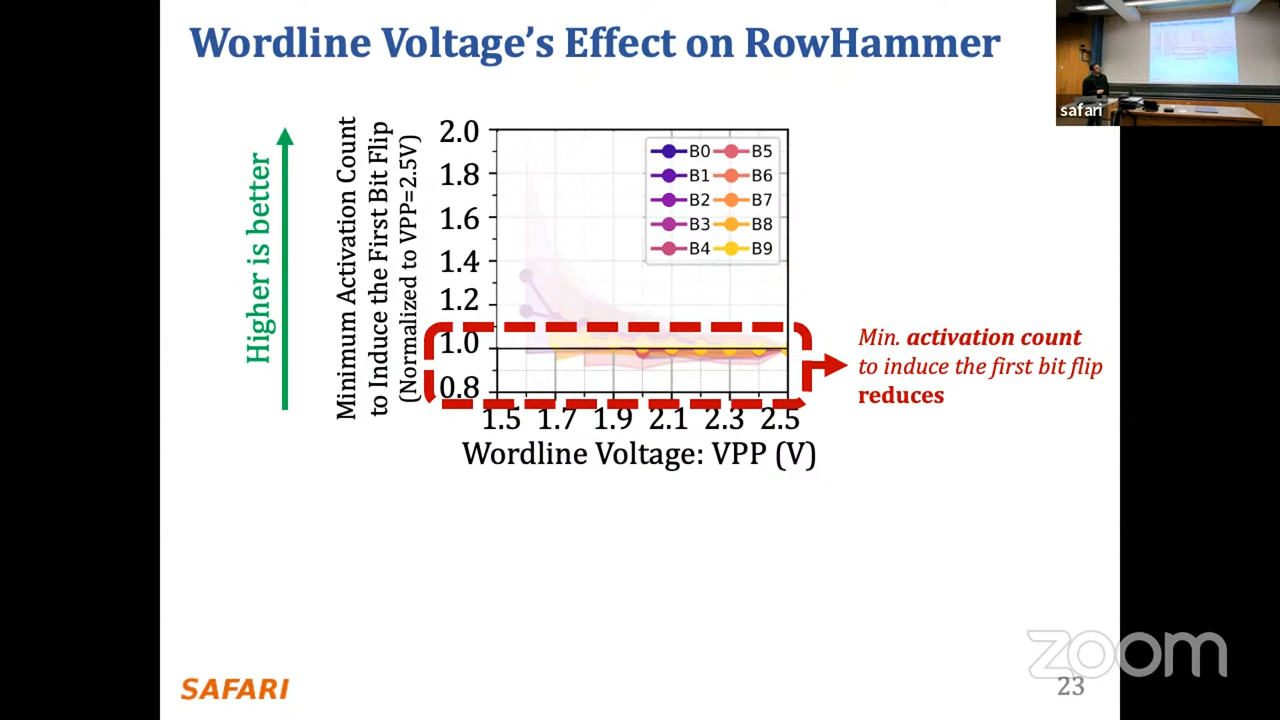 Wordline Voltage's Effect on RowHammer
safari
Higher is better
Minimum Activation Count
to Induce the First Bit Flip
(Normalized to VPP=2.5V)
2.0
1.8
1.6
1.4
1.2
1.0
0.8
B0 B5
B1 B6
B2 B7
B3 B8
B4 B9
1.5 1.7 1.9 2.1 2.3 2.5
Wordline Voltage: VPP (V)
Min. activation count
to induce the first bit flip
reduces
zoom
SAFARI
23